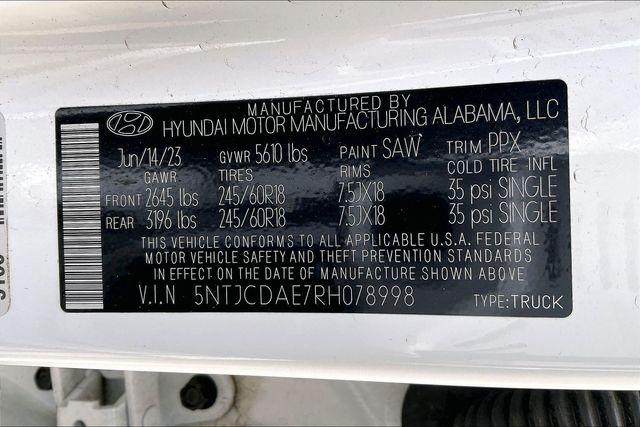 MANUFACTURED BY
HYUNDAI MOTOR MANUFACTURING ALABAMA, LLC
Jun/14/23 GVWR 5610 lbs PAINT SAW TRIM PPX
GAWR TIRES RIMS COLD TIRE INFL
FRONT 2645 lbs 245/60R18 7.5JX18 35 psi SINGLE
REAR 3196 lbs 245/60R18 7.5JX18 35 psi SINGLE
THIS VEHICLE CONFORMS TO ALL APPLICABLE U.S.A. FEDERAL
MOTOR VEHICLE SAFETY AND THEFT PREVENTION STANDARDS
IN EFFECT ON THE DATE OF MANUFACTURE SHOWN ABOVE
V.I.N 5NTJCDAE7RH078998 TYPE:TRUCK